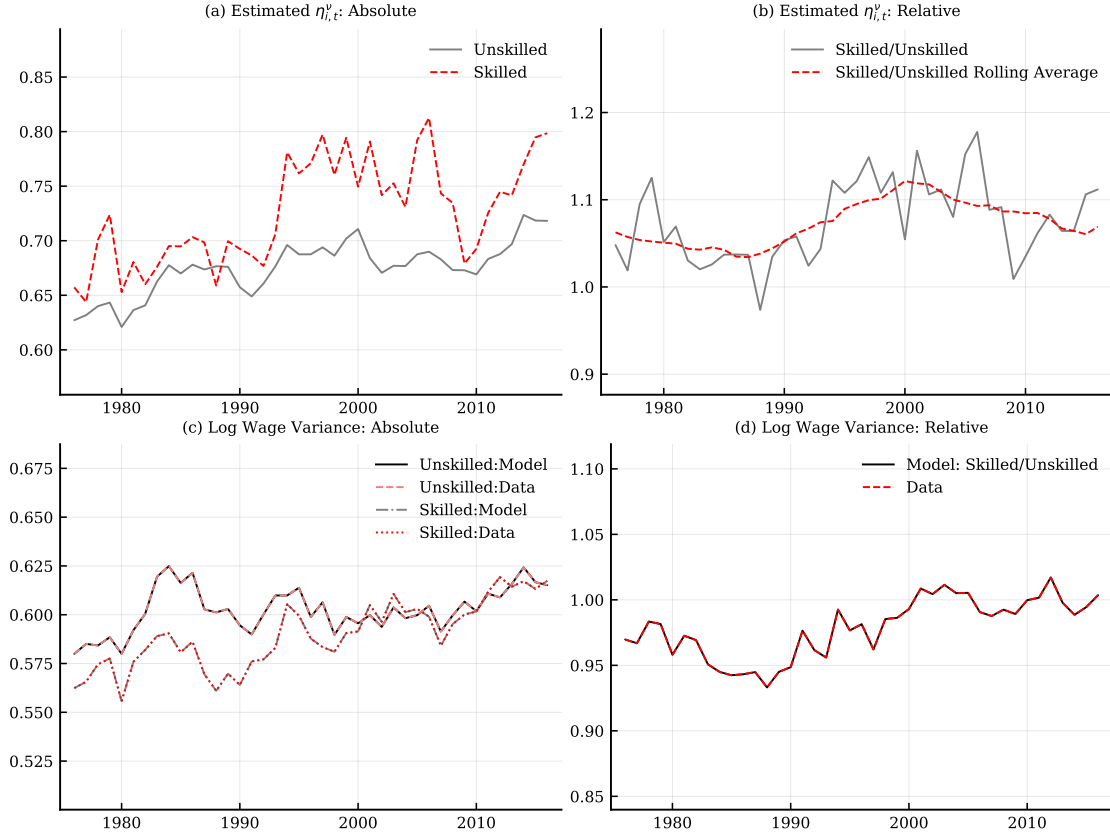 (a) Estimated $\eta_{i,t}^{\nu}$: Absolute
Unskilled
Skilled
0.85
0.80
0.75
0.70
0.65
0.60
1980 1990 2000 2010
(b) Estimated $\eta_{i,t}^{\nu}$: Relative
Skilled/Unskilled
Skilled/Unskilled Rolling Average
1.2
1.1
1.0
0.9
1980 1990 2000 2010
(c) Log Wage Variance: Absolute
Unskilled:Model
Unskilled:Data
Skilled:Model
Skilled:Data
0.675
0.650
0.625
0.600
0.575
0.550
0.525
1980 1990 2000 2010
(d) Log Wage Variance: Relative
Model: Skilled/Unskilled
Data
1.10
1.05
1.00
0.95
0.90
0.85
1980 1990 2000 2010